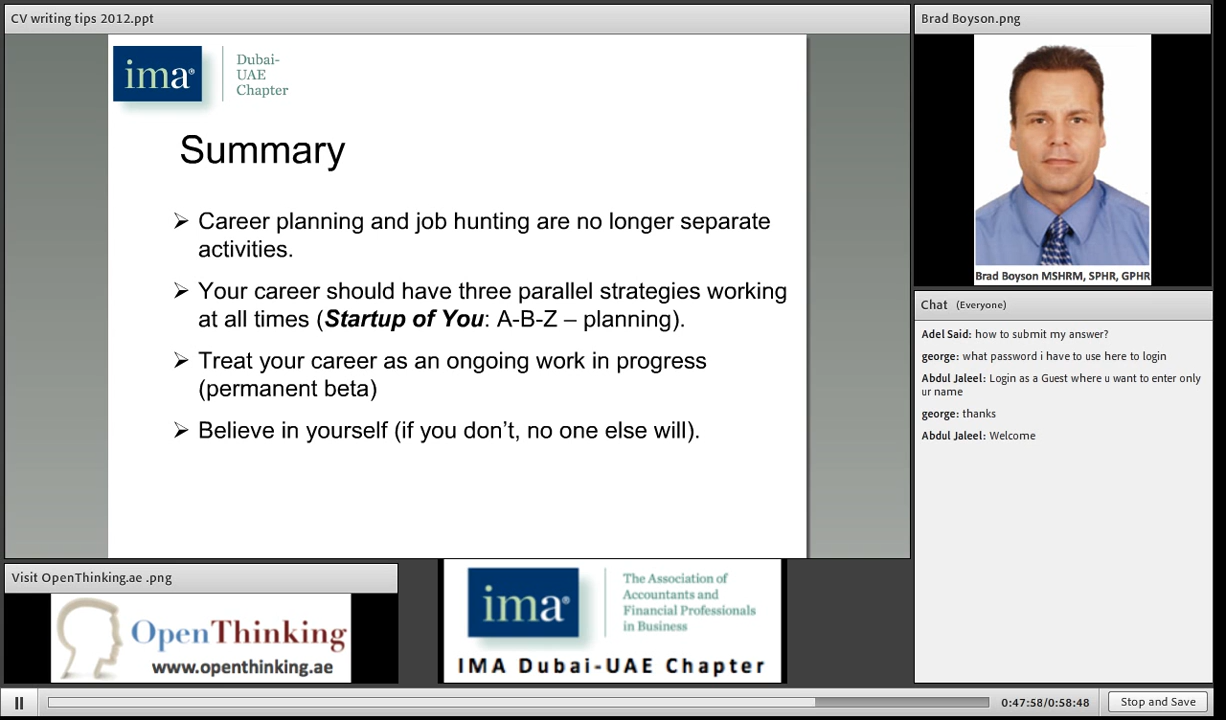 CV writing tips 2012.ppt
ima®
Dubai-
UAE
Chapter
Summary
➢ Career planning and job hunting are no longer separate
activities.
➢ Your career should have three parallel strategies working
at all times (Startup of You: A-B-Z – planning).
➢ Treat your career as an ongoing work in progress
(permanent beta)
➢ Believe in yourself (if you don’t, no one else will).
Brad Boyson.png
Brad Boyson MSHRM, SPHR, GPHR
Chat (Everyone)
Adel Said: how to submit my answer?
george: what password i have to use here to login
Abdul Jaleel: Login as a Guest where u want to enter only
ur name
george: thanks
Abdul Jaleel: Welcome
Visit OpenThinking.ae .png
OpenThinking
www.openthinking.ae
ima®
The Association of
Accountants and
Financial Professionals
in Business
IMA Dubai-UAE Chapter
0:47:58/0:58:48
Stop and Save